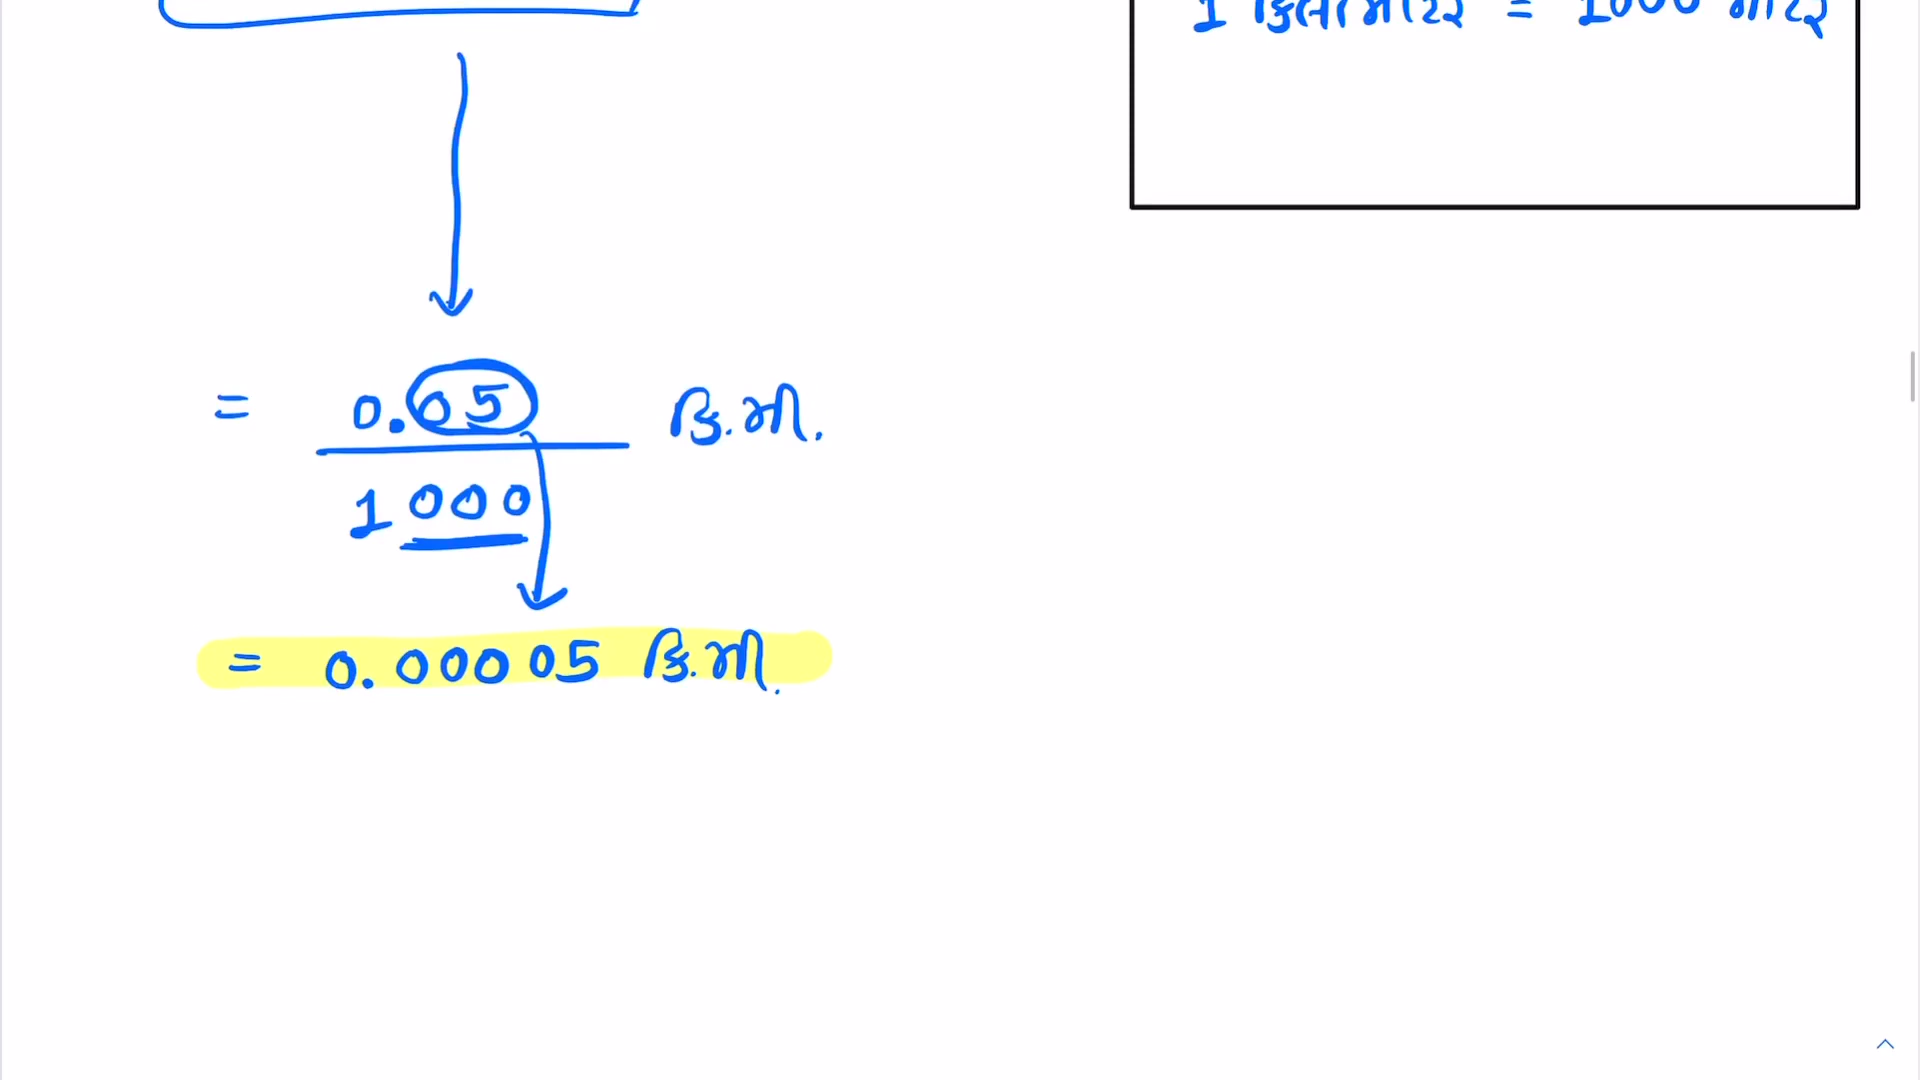 1 કિલોમીટર = 1000 મીટર
= 0.05 / 1000 કિ.મી.
= 0.00005 કિ.મી.